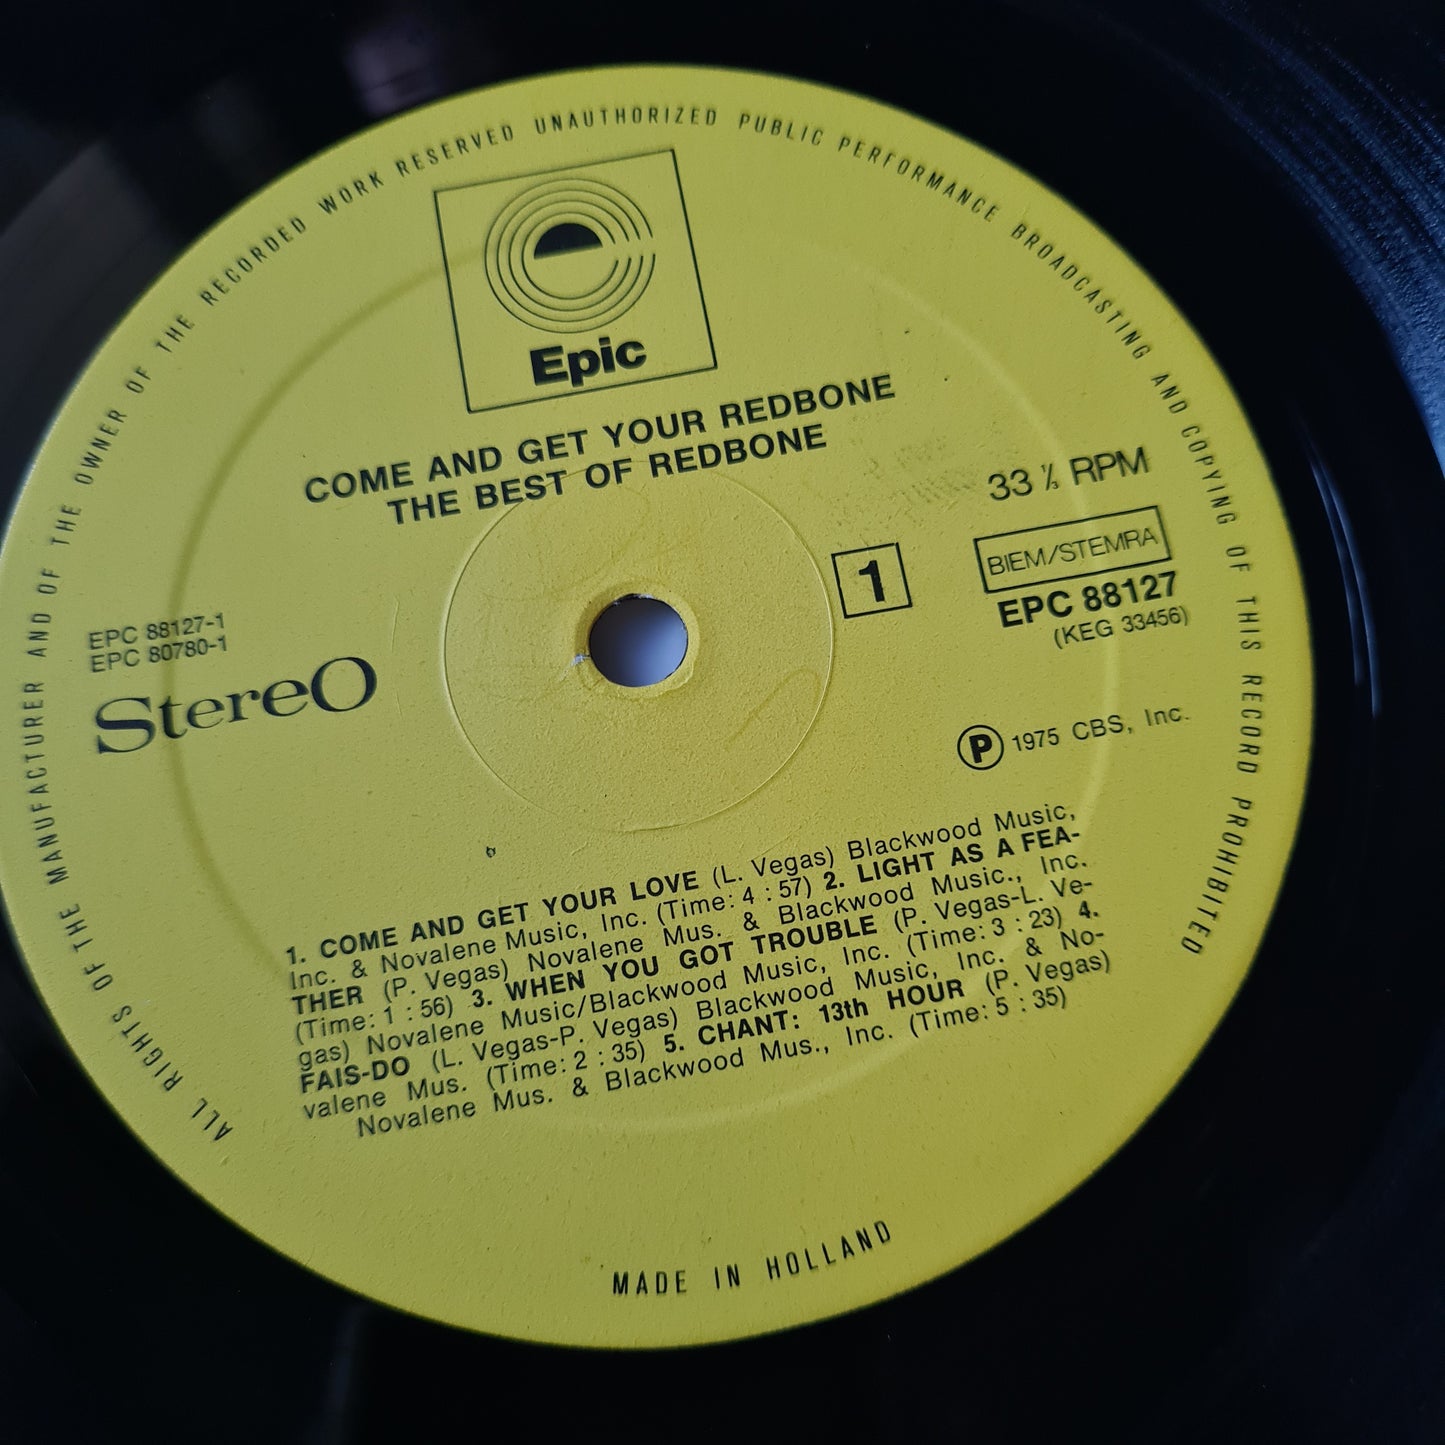 ALL RIGHTS OF THE MANUFACTURER AND OF THE OWNER OF THE RECORDED WORK RESERVED UNAUTHORIZED PUBLIC PERFORMANCE BROADCASTING AND COPYING OF THIS RECORD PROHIBITED
Epic
COME AND GET YOUR REDBONE
THE BEST OF REDBONE
33 ⅓ RPM
BIEM/STEMRA
1
EPC 88127
(KEG 33456)
EPC 88127-1
EPC 80780-1
Stereo
P 1975 CBS, Inc.
1. COME AND GET YOUR LOVE (L. Vegas) Blackwood Music,
Inc. & Novalene Music, Inc. (Time: 4 : 57) 2. LIGHT AS A FEA-
THER (P. Vegas) Novalene Mus. & Blackwood Music., Inc.
(Time: 1 : 56) 3. WHEN YOU GOT TROUBLE (P. Vegas-L. Ve-
gas) Novalene Music/Blackwood Music, Inc. (Time: 3 : 23) 4.
FAIS-DO (L. Vegas-P. Vegas) Blackwood Music, Inc. & No-
valene Mus. (Time: 2 : 35) 5. CHANT: 13th HOUR (P. Vegas)
Novalene Mus. & Blackwood Mus., Inc. (Time: 5 : 35)
MADE IN HOLLAND